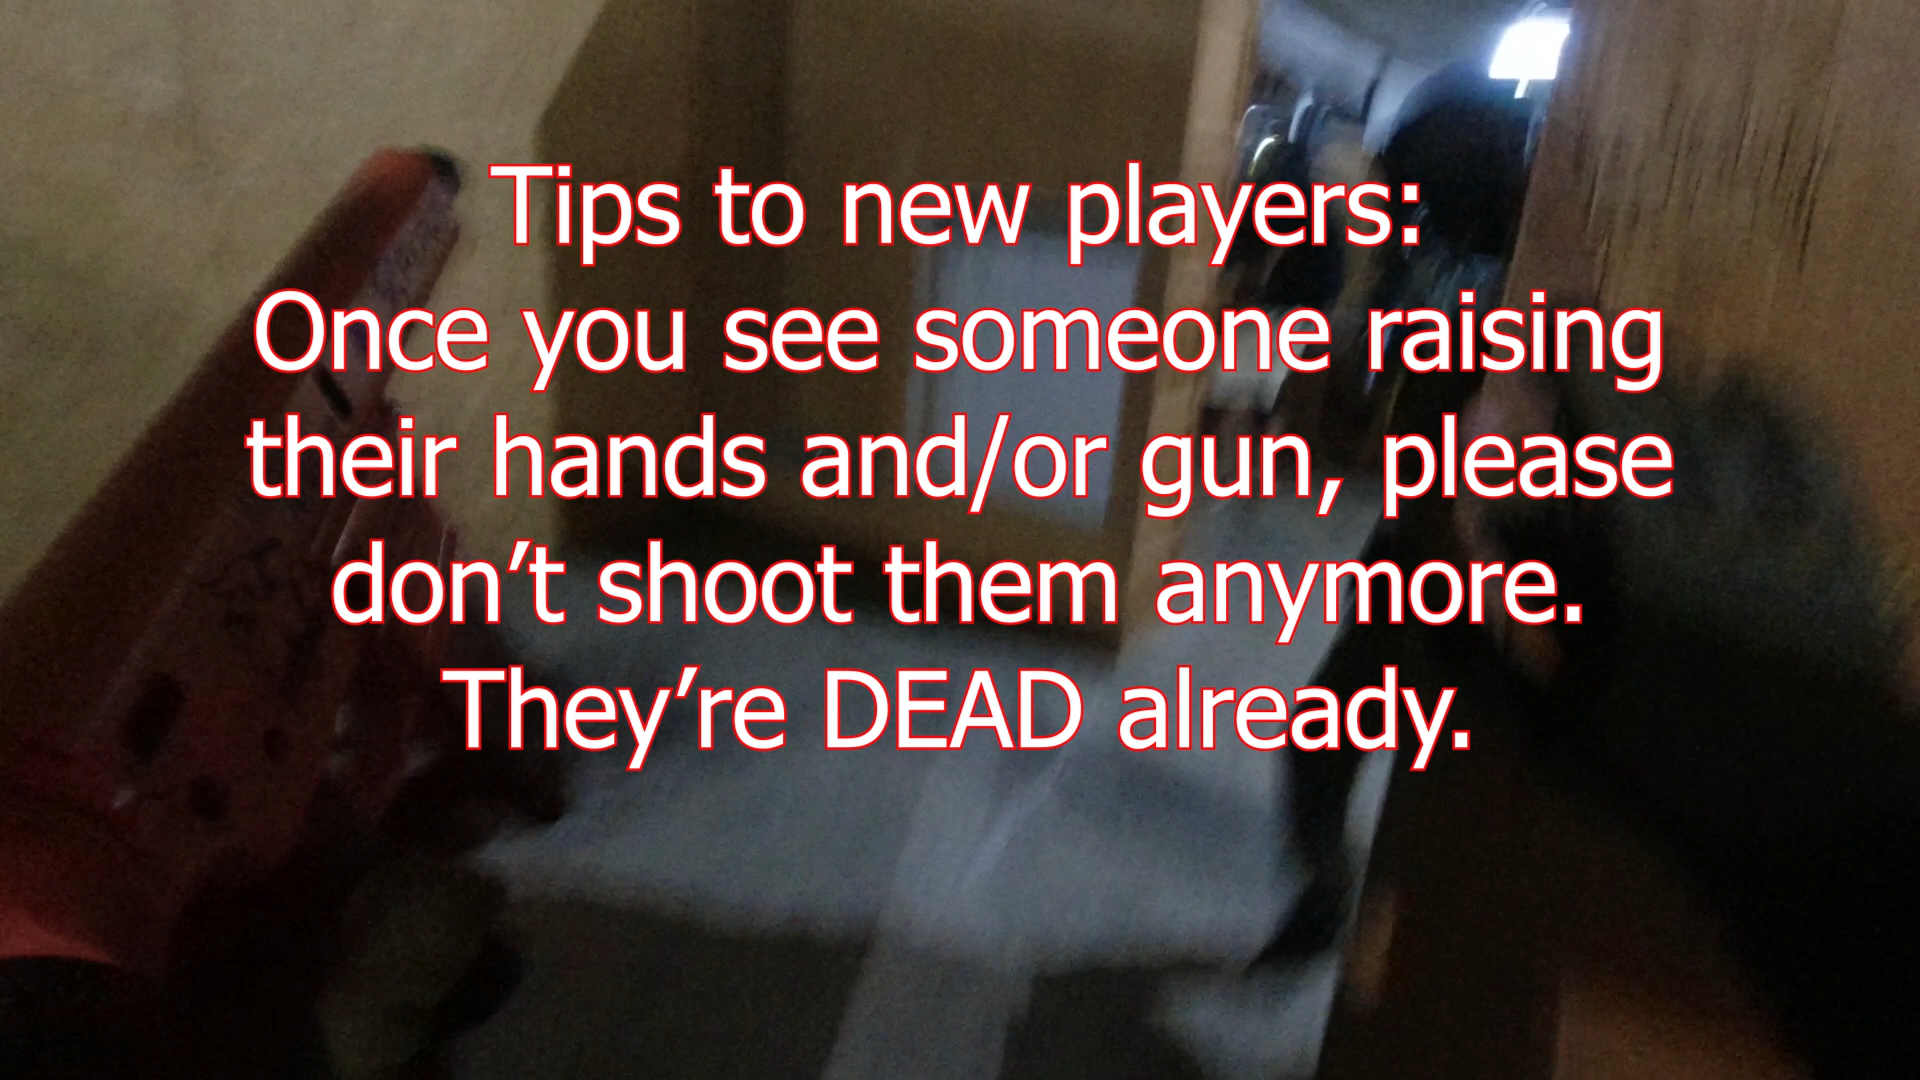 Tips to new players:
Once you see someone raising
their hands and/or gun, please
don’t shoot them anymore.
They’re DEAD already.